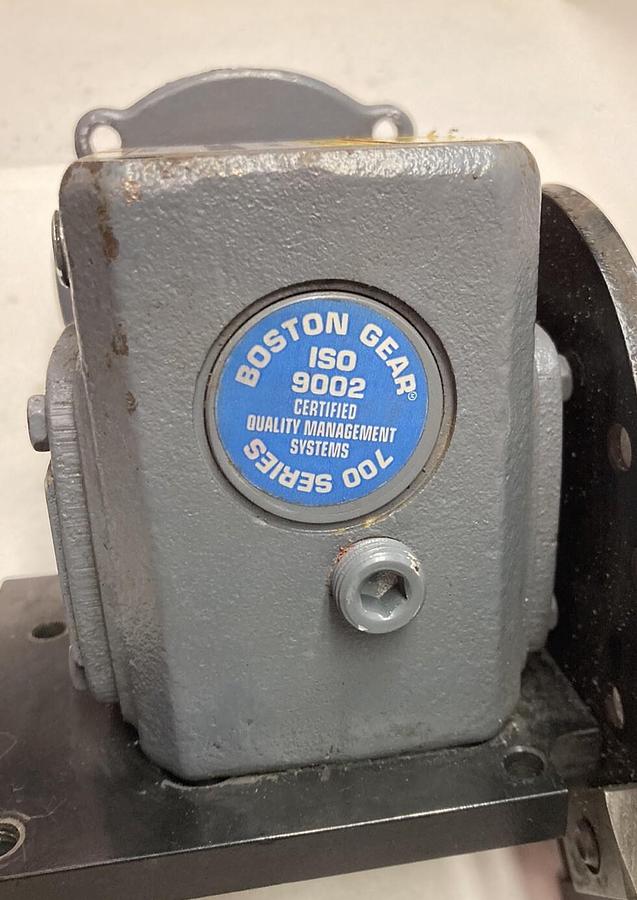 BOSTON GEAR®
ISO
9002
CERTIFIED
QUALITY MANAGEMENT
SYSTEMS
700 SERIES